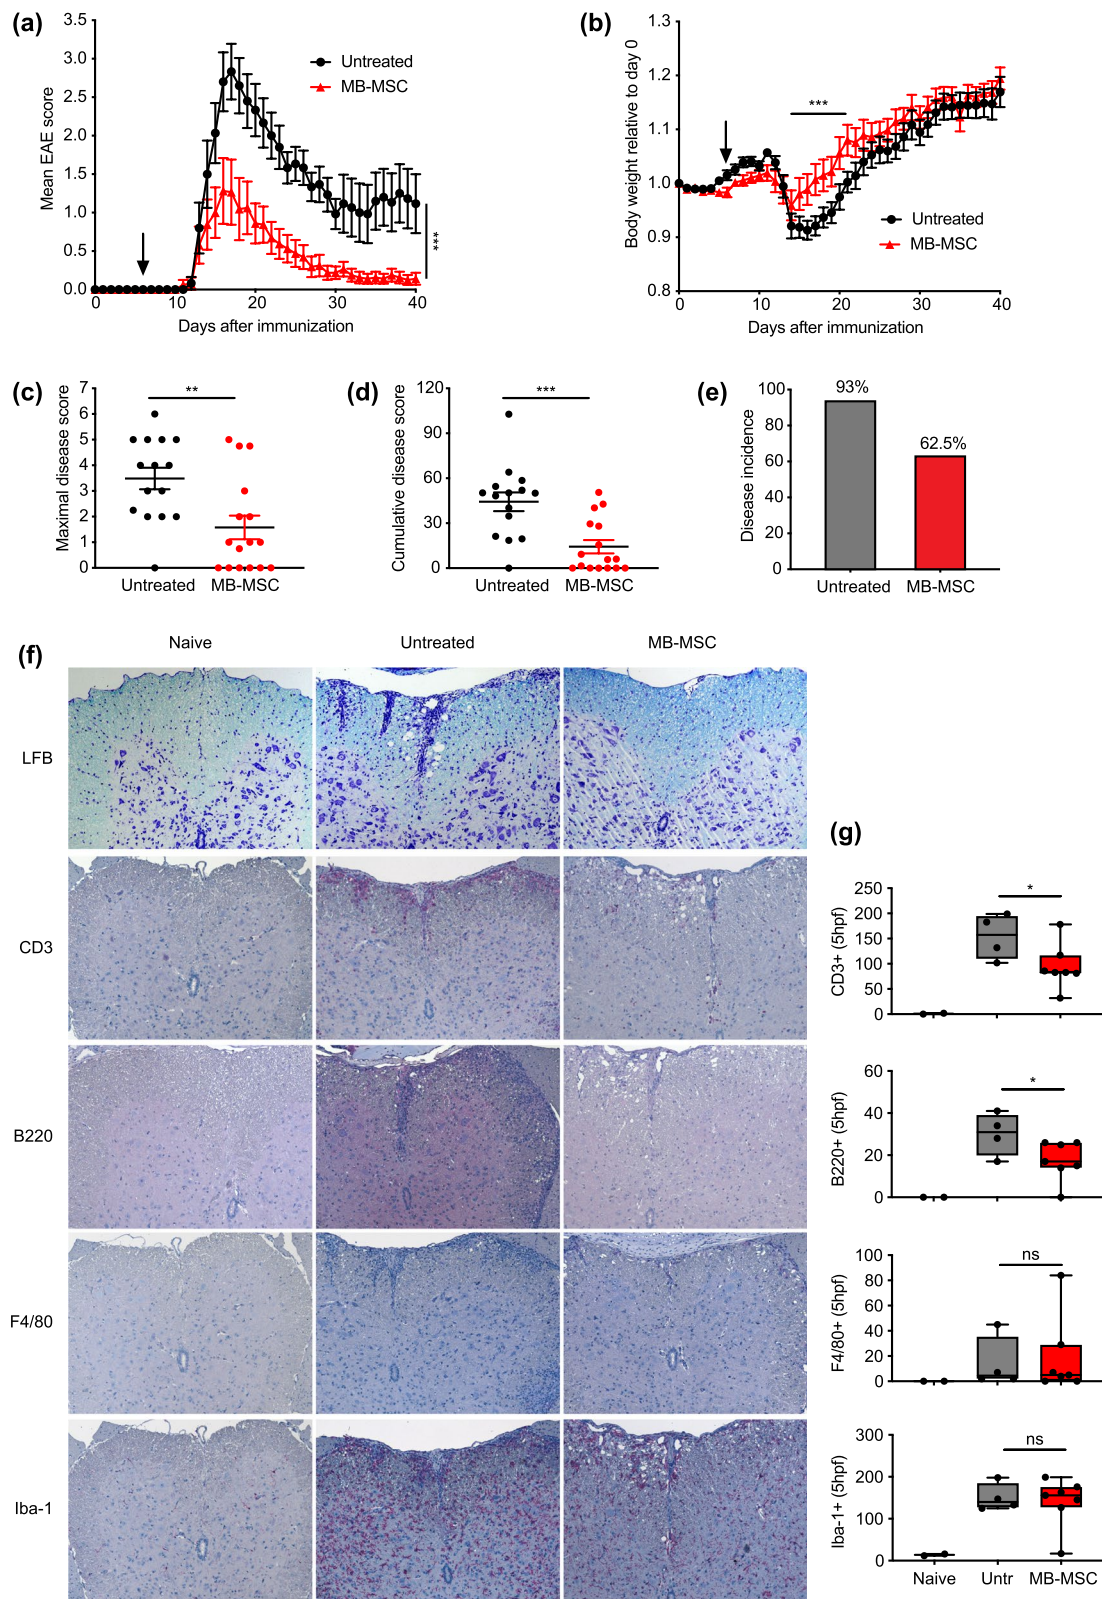 (a)
3.5
3.0
2.5
2.0
1.5
1.0
0.5
0.0
Mean EAE score
Untreated
MB-MSC
***
0 10 20 30 40
Days after immunization
(b)
1.3
1.2
1.1
1.0
0.9
0.8
Body weight relative to day 0
***
Untreated
MB-MSC
0 10 20 30 40
Days after immunization
(c)
7
6
5
4
3
2
1
0
Maximal disease score
**
Untreated MB-MSC
(d)
120
90
60
30
0
Cumulative disease score
***
Untreated MB-MSC
(e)
100
80
60
40
20
0
Disease incidence
93%
62.5%
Untreated MB-MSC
(f)
Naive Untreated MB-MSC
LFB
CD3
B220
F4/80
Iba-1
(g)
250
200
150
100
50
0
CD3+ (5hpf)
*
60
40
20
0
B220+ (5hpf)
*
100
80
60
40
20
0
F4/80+ (5hpf)
ns
300
200
100
0
Iba-1+ (5hpf)
ns
Naive Untr MB-MSC